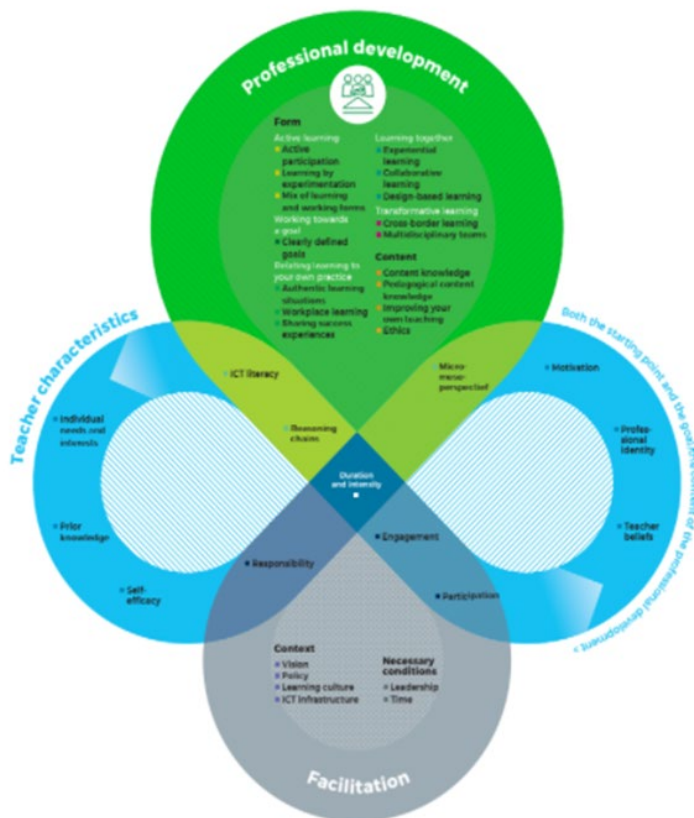 Professional development
Form
Active learning
Active
participation
Learning by
experimentation
Mix of learning
and working forms
Working towards
a goal
Clearly defined
goals
Relating learning to
your own practice
Authentic learning
situations
Workplace learning
Sharing success
experiences
Learning together
Experiential
learning
Collaborative
learning
Design-based learning
Transformative learning
Cross-border learning
Multidisciplinary teams
Content
Content knowledge
Pedagogical content
knowledge
Improving your
own teaching
Ethics
Teacher characteristics
Both the starting point and the goal/content of the professional development
ICT literacy
Reasoning
chains
Micro-
meso-
perspectief
Motivation
Individual
needs and
interests
Profes-
sional
identity
Duration
and intensity
Prior
knowledge
Teacher
beliefs
Engagement
Responsibility
Self-
efficacy
Participation
Context
Vision
Policy
Learning culture
ICT infrastructure
Necessary
conditions
Leadership
Time
Facilitation